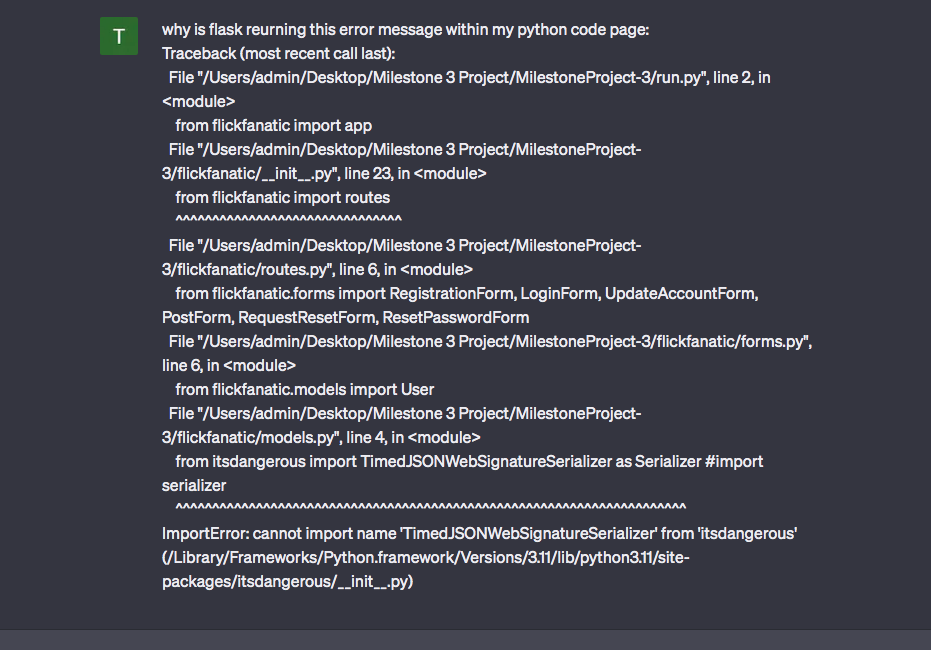 T
why is flask reurning this error message within my python code page:
Traceback (most recent call last):
File "/Users/admin/Desktop/Milestone 3 Project/MilestoneProject-3/run.py", line 2, in
<module>
from flickfanatic import app
File "/Users/admin/Desktop/Milestone 3 Project/MilestoneProject-
3/flickfanatic/__init__.py", line 23, in <module>
from flickfanatic import routes
^^^^^^^^^^^^^^^^^^^^^^^^^^^^^^
File "/Users/admin/Desktop/Milestone 3 Project/MilestoneProject-
3/flickfanatic/routes.py", line 6, in <module>
from flickfanatic.forms import RegistrationForm, LoginForm, UpdateAccountForm,
PostForm, RequestResetForm, ResetPasswordForm
File "/Users/admin/Desktop/Milestone 3 Project/MilestoneProject-3/flickfanatic/forms.py",
line 6, in <module>
from flickfanatic.models import User
File "/Users/admin/Desktop/Milestone 3 Project/MilestoneProject-
3/flickfanatic/models.py", line 4, in <module>
from itsdangerous import TimedJSONWebSignatureSerializer as Serializer #import
serializer
^^^^^^^^^^^^^^^^^^^^^^^^^^^^^^^^^^^^^^^^^^^^^^^^^^^^^^^^^^^^^^^^^^^^
ImportError: cannot import name 'TimedJSONWebSignatureSerializer' from 'itsdangerous'
(/Library/Frameworks/Python.framework/Versions/3.11/lib/python3.11/site-
packages/itsdangerous/__init__.py)